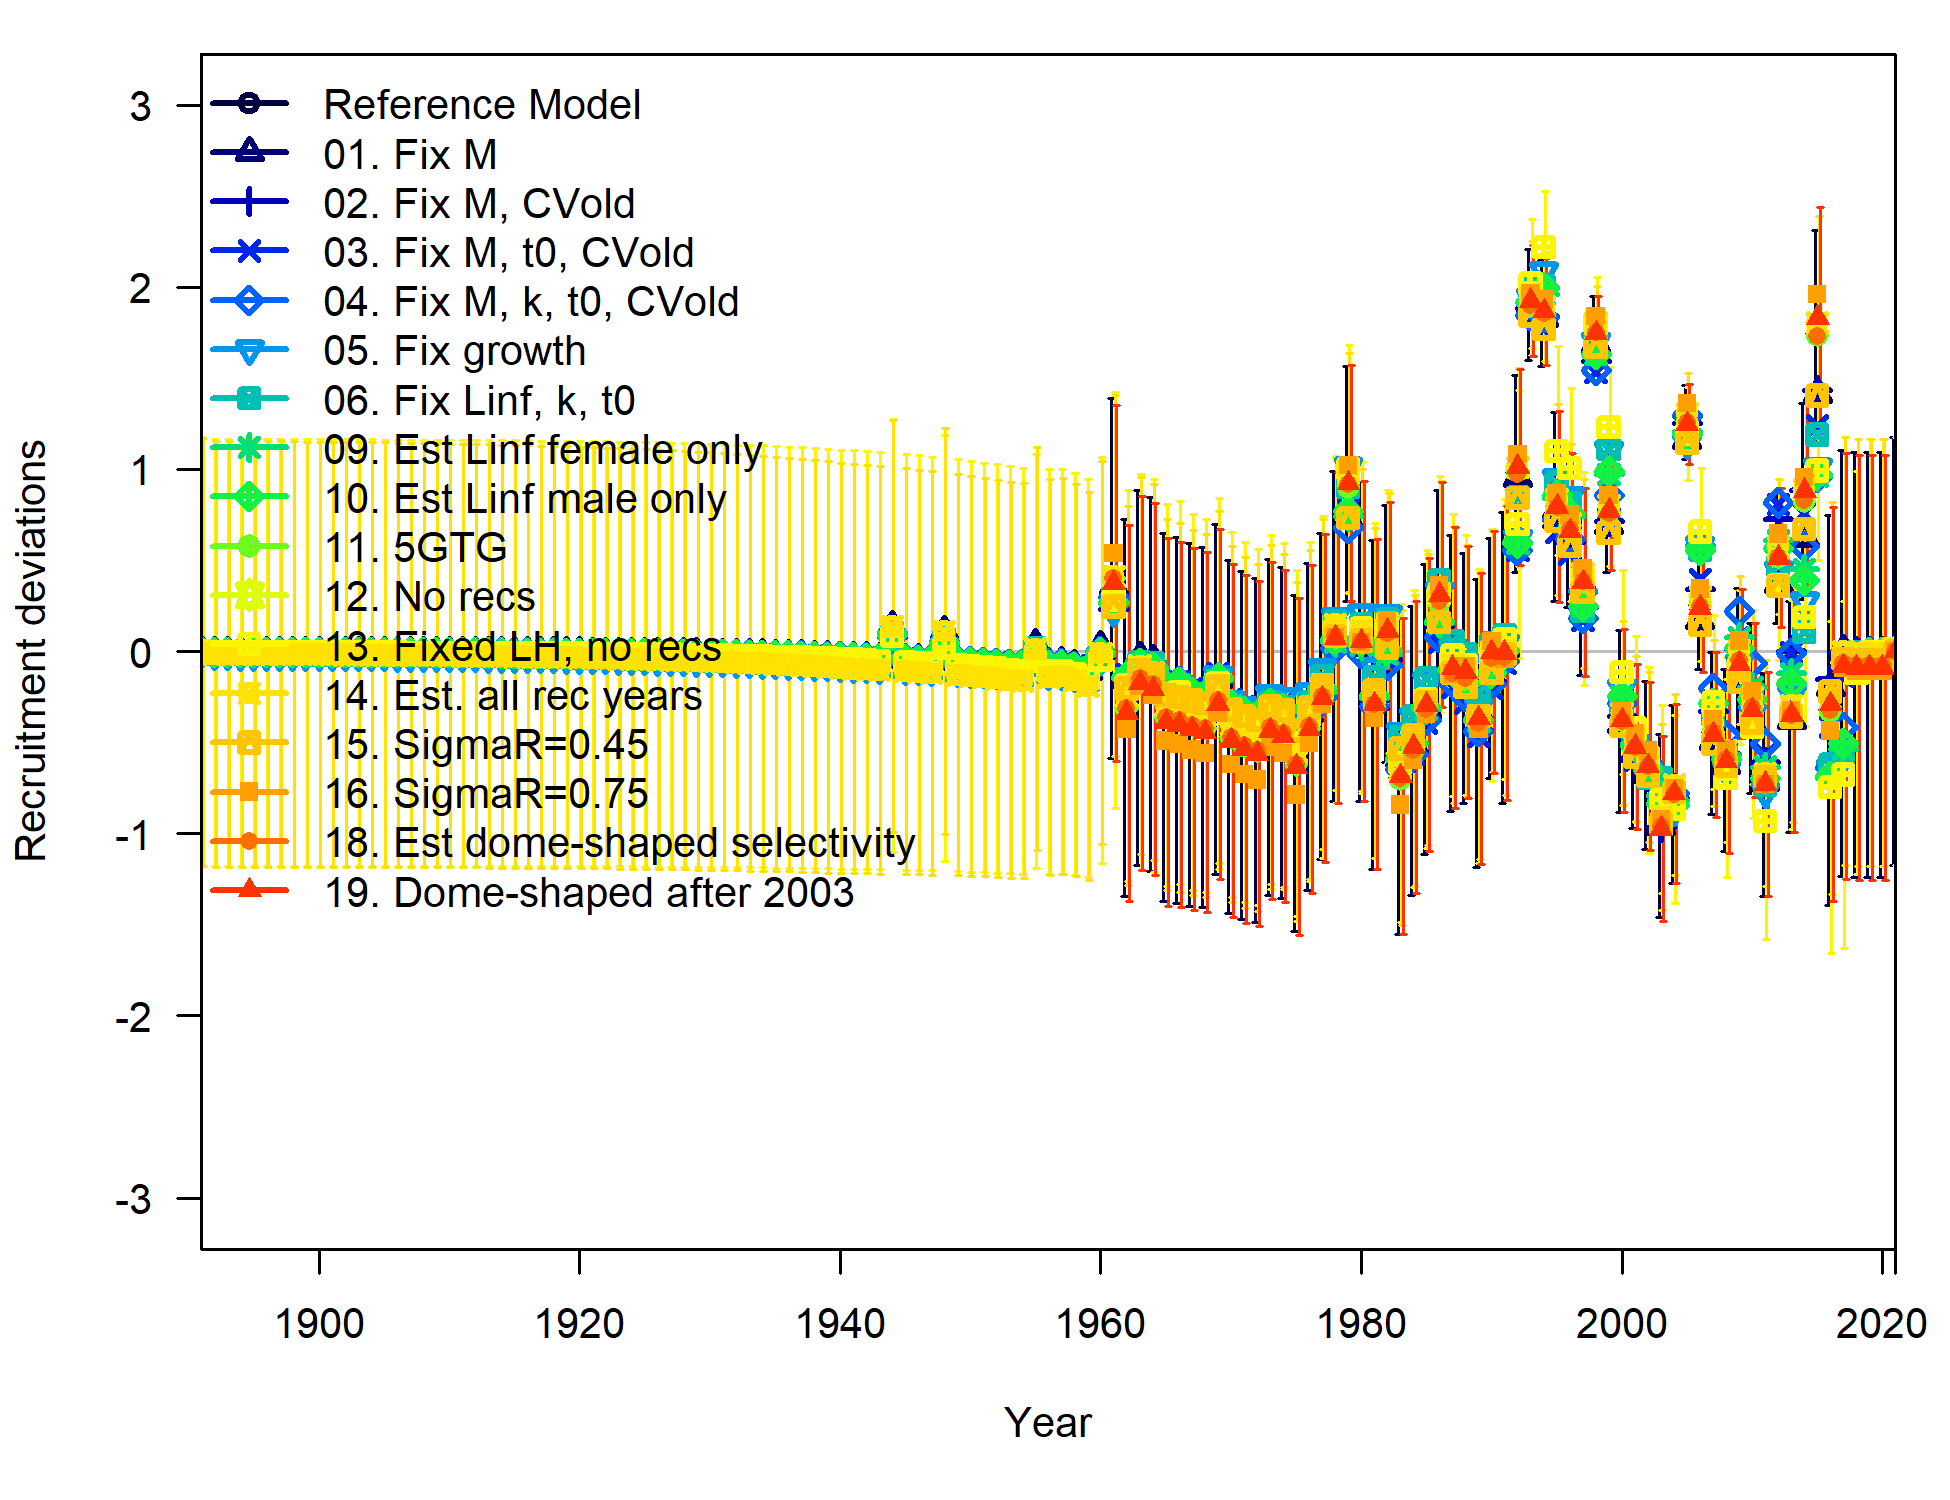 Recruitment deviations
3
2
1
0
-1
-2
-3
Reference Model
01. Fix M
02. Fix M, CVold
03. Fix M, t0, CVold
04. Fix M, k, t0, CVold
05. Fix growth
06. Fix Linf, k, t0
09. Est Linf female only
10. Est Linf male only
11. 5GTG
12. No recs
13. Fixed LH, no recs
14. Est. all rec years
15. SigmaR=0.45
16. SigmaR=0.75
18. Est dome-shaped selectivity
19. Dome-shaped after 2003
1900 1920 1940 1960 1980 2000 2020
Year